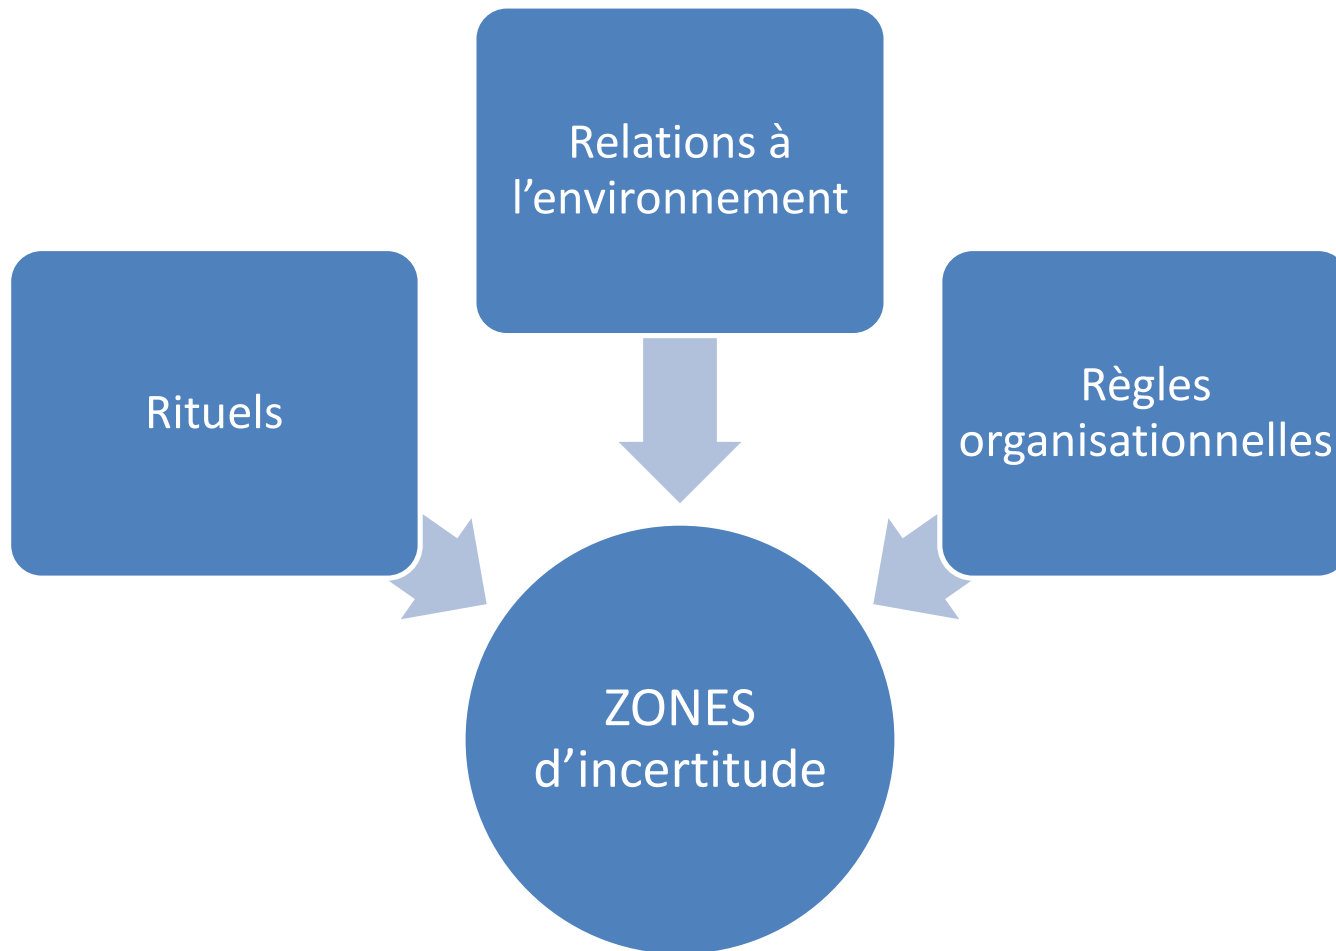 Relations à
l’environnement
Rituels
Règles
organisationnelles
ZONES
d’incertitude